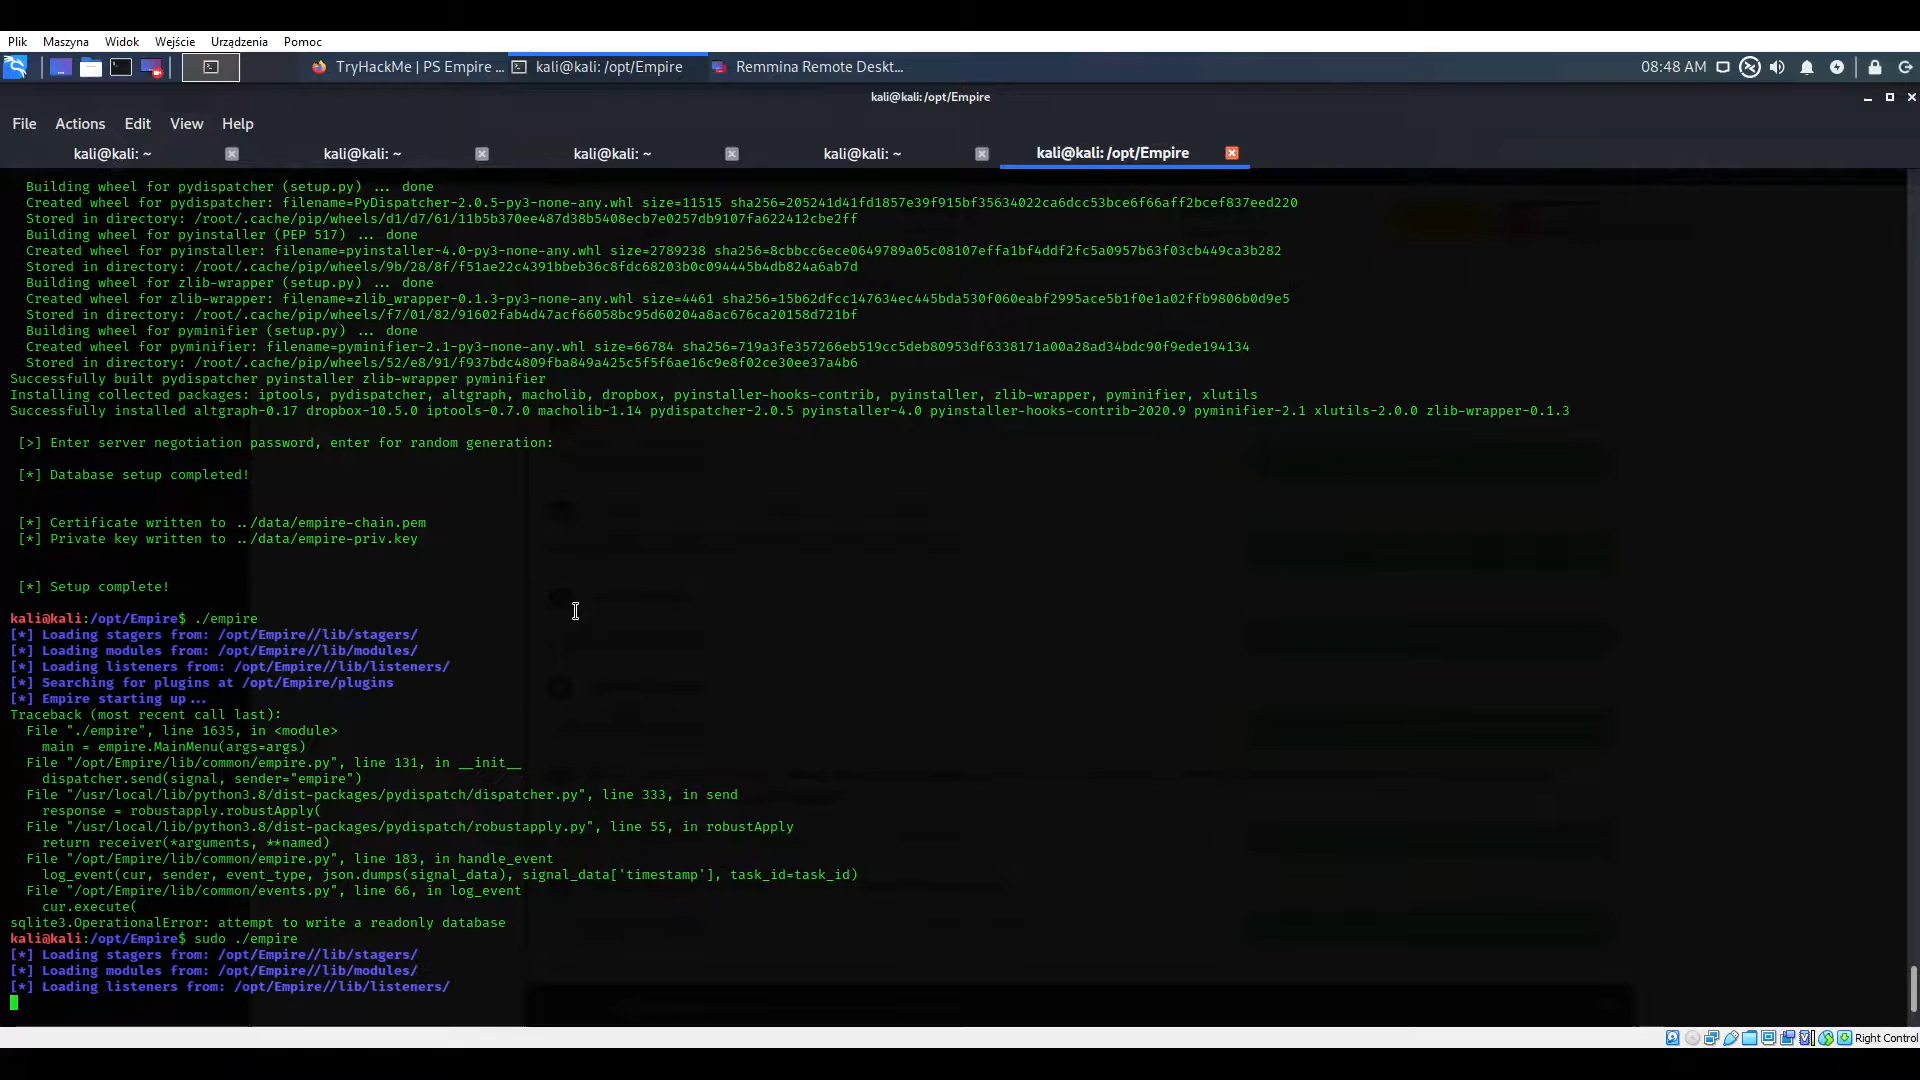 Plik Maszyna Widok Wejście Urządzenia Pomoc
TryHackMe | PS Empire ... kali@kali: /opt/Empire Remmina Remote Deskt... 08:48 AM
kali@kali: /opt/Empire
File Actions Edit View Help
kali@kali: ~ kali@kali: ~ kali@kali: ~ kali@kali: ~ kali@kali: /opt/Empire
Building wheel for pydispatcher (setup.py) ... done
Created wheel for pydispatcher: filename=PyDispatcher-2.0.5-py3-none-any.whl size=11515 sha256=205241d41fd1857e39f915bf35634022ca6dcc53bce6f66aff2bcef837eed220
Stored in directory: /root/.cache/pip/wheels/d1/d7/61/11b5b370ee487d38b5408ecb7e0257db9107fa622412cbe2ff
Building wheel for pyinstaller (PEP 517) ... done
Created wheel for pyinstaller: filename=pyinstaller-4.0-py3-none-any.whl size=2789238 sha256=8cbbcc6ece0649789a05c08107effa1bf4ddf2fc5a0957b63f03cb449ca3b282
Stored in directory: /root/.cache/pip/wheels/9b/28/8f/f51ae22c4391bbeb36c8fdc68203b0c094445b4db824a6ab7d
Building wheel for zlib-wrapper (setup.py) ... done
Created wheel for zlib-wrapper: filename=zlib_wrapper-0.1.3-py3-none-any.whl size=4461 sha256=15b62dfcc147634ec445bda530f060eabf2995ace5b1f0e1a02ffb9806b0d9e5
Stored in directory: /root/.cache/pip/wheels/f7/01/82/91602fab4d47acf66058bc95d60204a8ac676ca20158d721bf
Building wheel for pyminifier (setup.py) ... done
Created wheel for pyminifier: filename=pyminifier-2.1-py3-none-any.whl size=66784 sha256=719a3fe357266eb519cc5deb80953df6338171a00a28ad34bdc90f9ede194134
Stored in directory: /root/.cache/pip/wheels/52/e8/91/f937bdc4809fba849a425c5f5f6ae16c9e8f02ce30ee37a4b6
Successfully built pydispatcher pyinstaller zlib-wrapper pyminifier
Installing collected packages: iptools, pydispatcher, altgraph, macholib, dropbox, pyinstaller-hooks-contrib, pyinstaller, zlib-wrapper, pyminifier, xlutils
Successfully installed altgraph-0.17 dropbox-10.5.0 iptools-0.7.0 macholib-1.14 pydispatcher-2.0.5 pyinstaller-4.0 pyinstaller-hooks-contrib-2020.9 pyminifier-2.1 xlutils-2.0.0 zlib-wrapper-0.1.3
[>] Enter server negotiation password, enter for random generation:
[*] Database setup completed!
[*] Certificate written to ../data/empire-chain.pem
[*] Private key written to ../data/empire-priv.key
[*] Setup complete!
kali@kali:/opt/Empire$ ./empire
[*] Loading stagers from: /opt/Empire//lib/stagers/
[*] Loading modules from: /opt/Empire//lib/modules/
[*] Loading listeners from: /opt/Empire//lib/listeners/
[*] Searching for plugins at /opt/Empire/plugins
[*] Empire starting up...
Traceback (most recent call last):
File "./empire", line 1635, in <module>
main = empire.MainMenu(args=args)
File "/opt/Empire/lib/common/empire.py", line 131, in __init__
dispatcher.send(signal, sender="empire")
File "/usr/local/lib/python3.8/dist-packages/pydispatch/dispatcher.py", line 333, in send
response = robustapply.robustApply(
File "/usr/local/lib/python3.8/dist-packages/pydispatch/robustapply.py", line 55, in robustApply
return receiver(*arguments, **named)
File "/opt/Empire/lib/common/empire.py", line 183, in handle_event
log_event(cur, sender, event_type, json.dumps(signal_data), signal_data['timestamp'], task_id=task_id)
File "/opt/Empire/lib/common/events.py", line 66, in log_event
cur.execute(
sqlite3.OperationalError: attempt to write a readonly database
kali@kali:/opt/Empire$ sudo ./empire
[*] Loading stagers from: /opt/Empire//lib/stagers/
[*] Loading modules from: /opt/Empire//lib/modules/
[*] Loading listeners from: /opt/Empire//lib/listeners/
Right Control